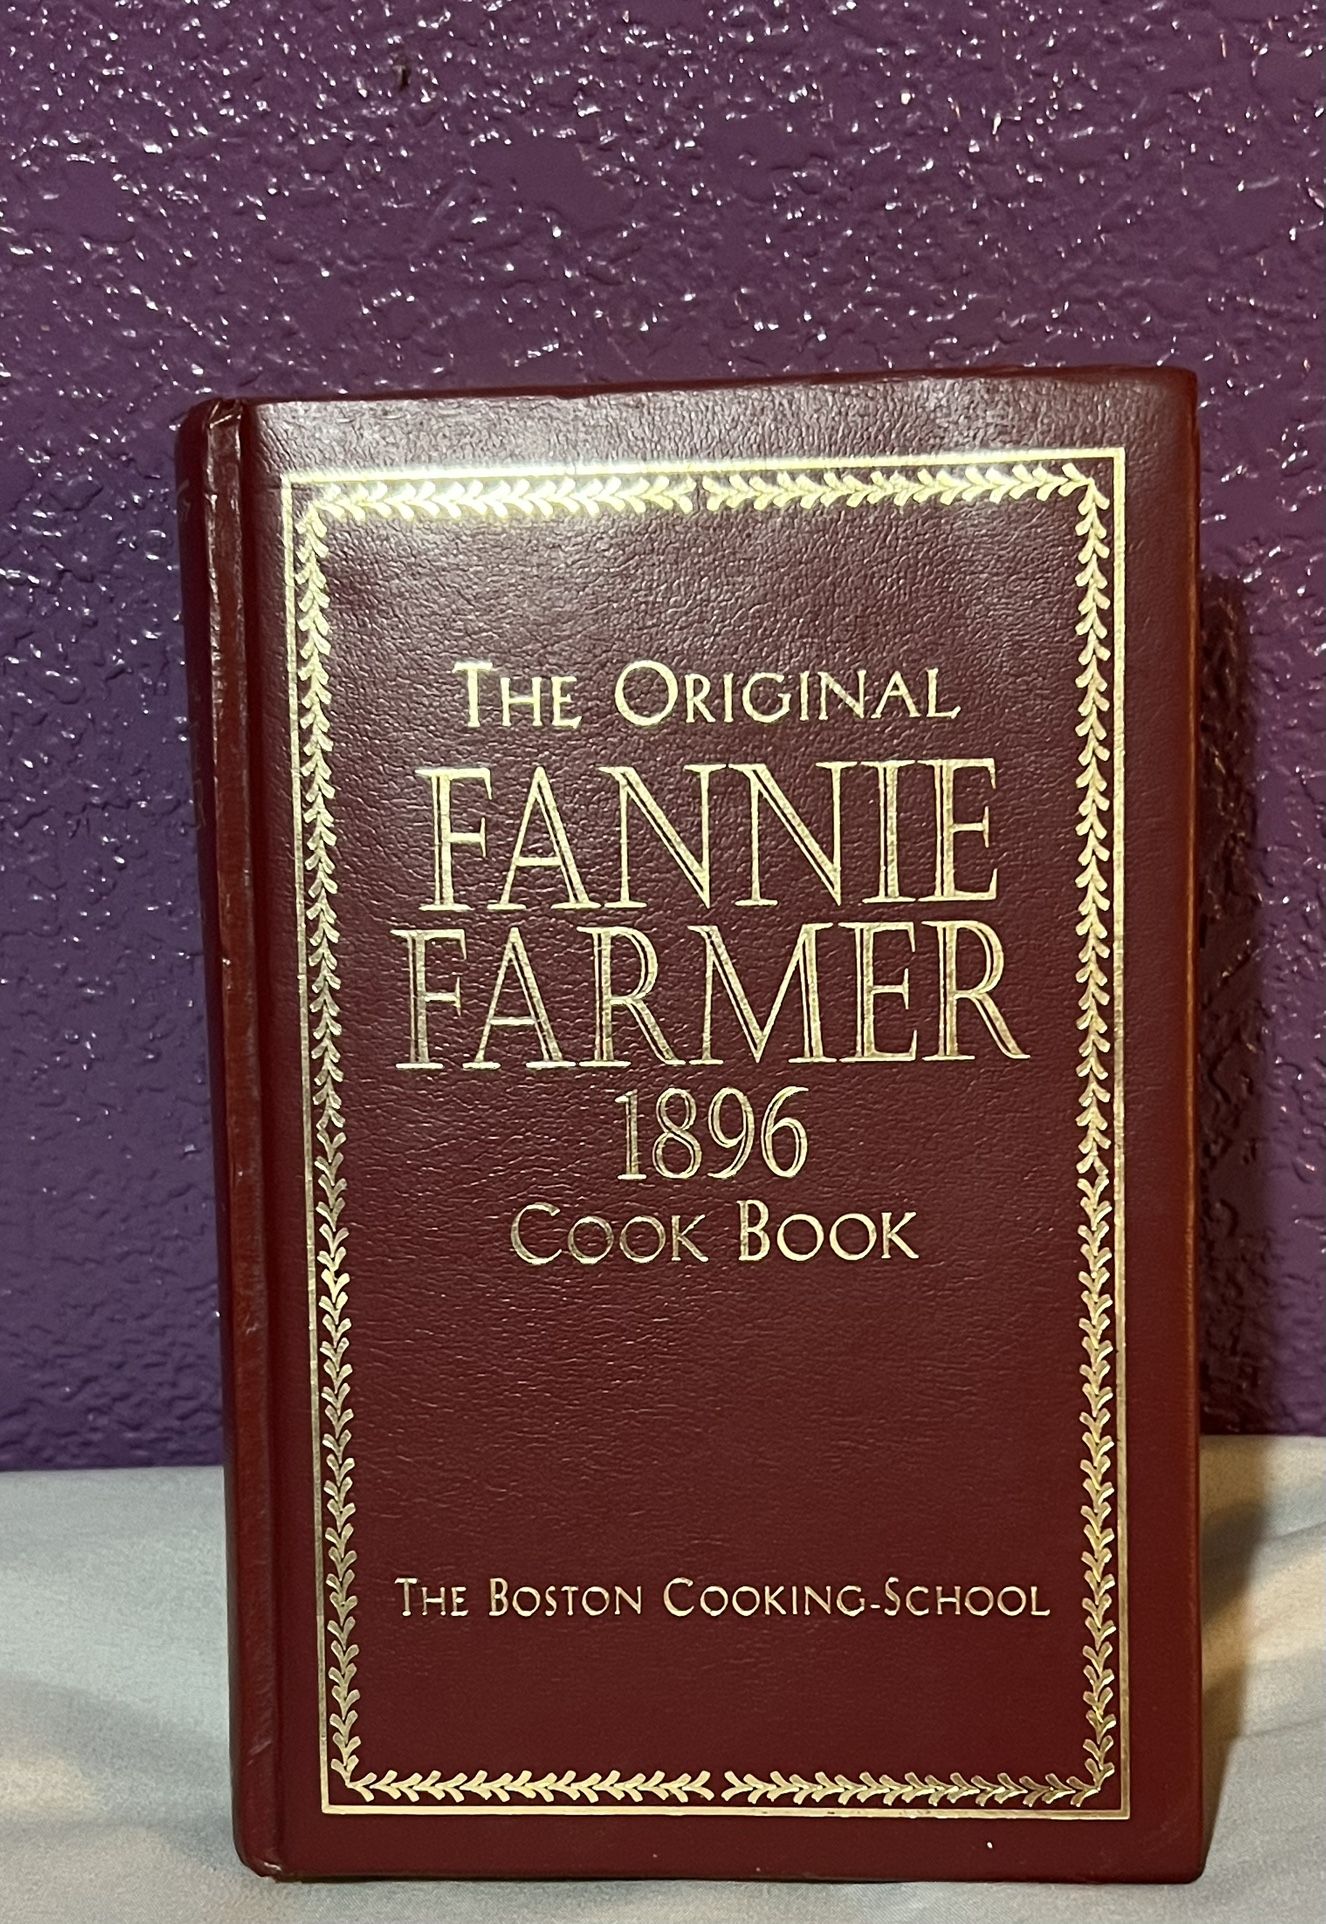 The Original
FANNIE
FARMER
1896
Cook Book
The Boston Cooking-School